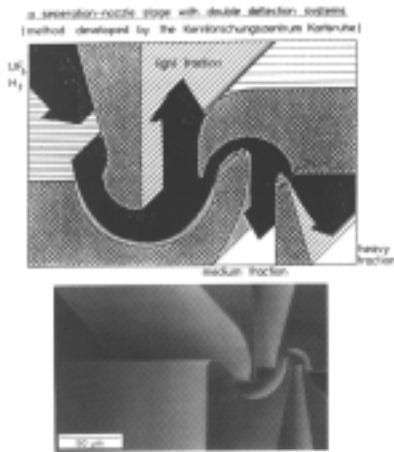 a seperation-nozzle stage with double deflection systems
(method developed by the Kernforschungszentrum Karlsruhe)
UF6
light fraction
H2
heavy
fraction
medium fraction
50 µm